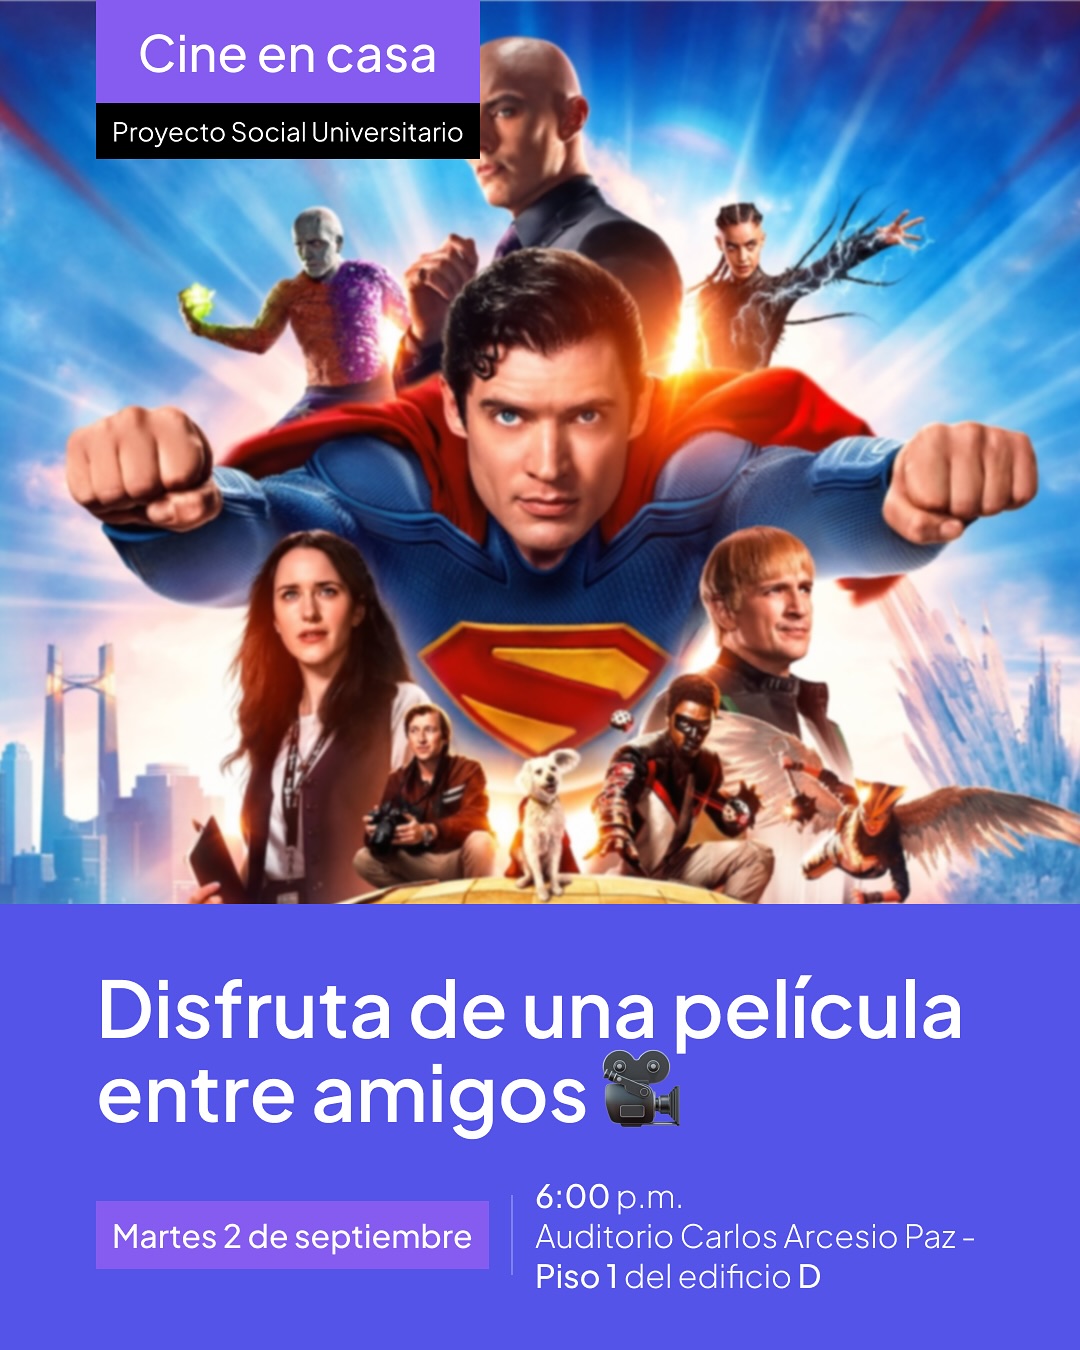 Cine en casa
Proyecto Social Universitario
Disfruta de una película
entre amigos
Martes 2 de septiembre
6:00 p.m.
Auditorio Carlos Arcesio Paz -
Piso 1 del edificio D